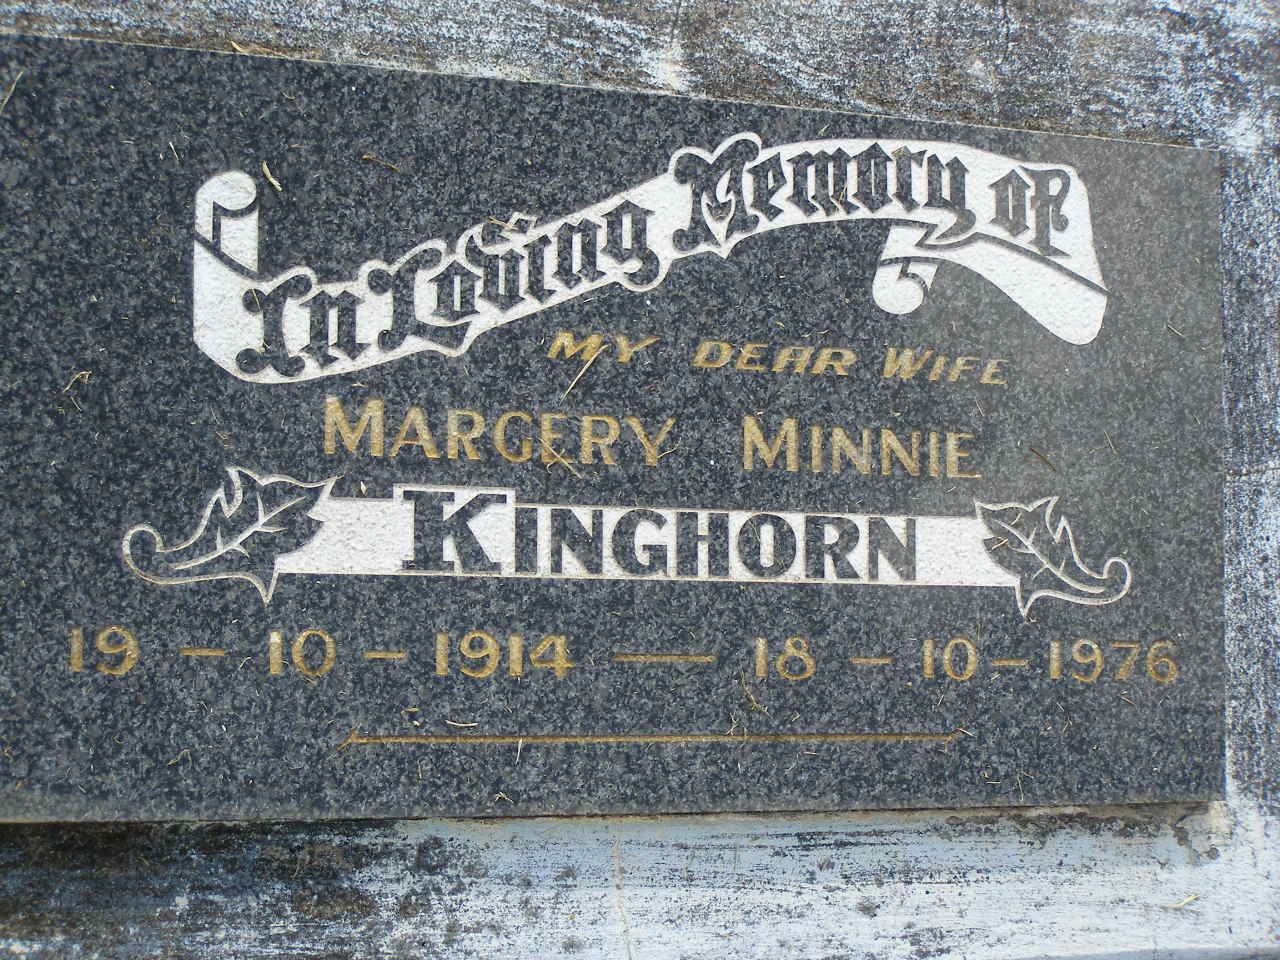 In Loving Memory of
MY DEAR WIFE
MARGERY MINNIE
KINGHORN
19 – 10 – 1914 — 18 – 10 – 1976